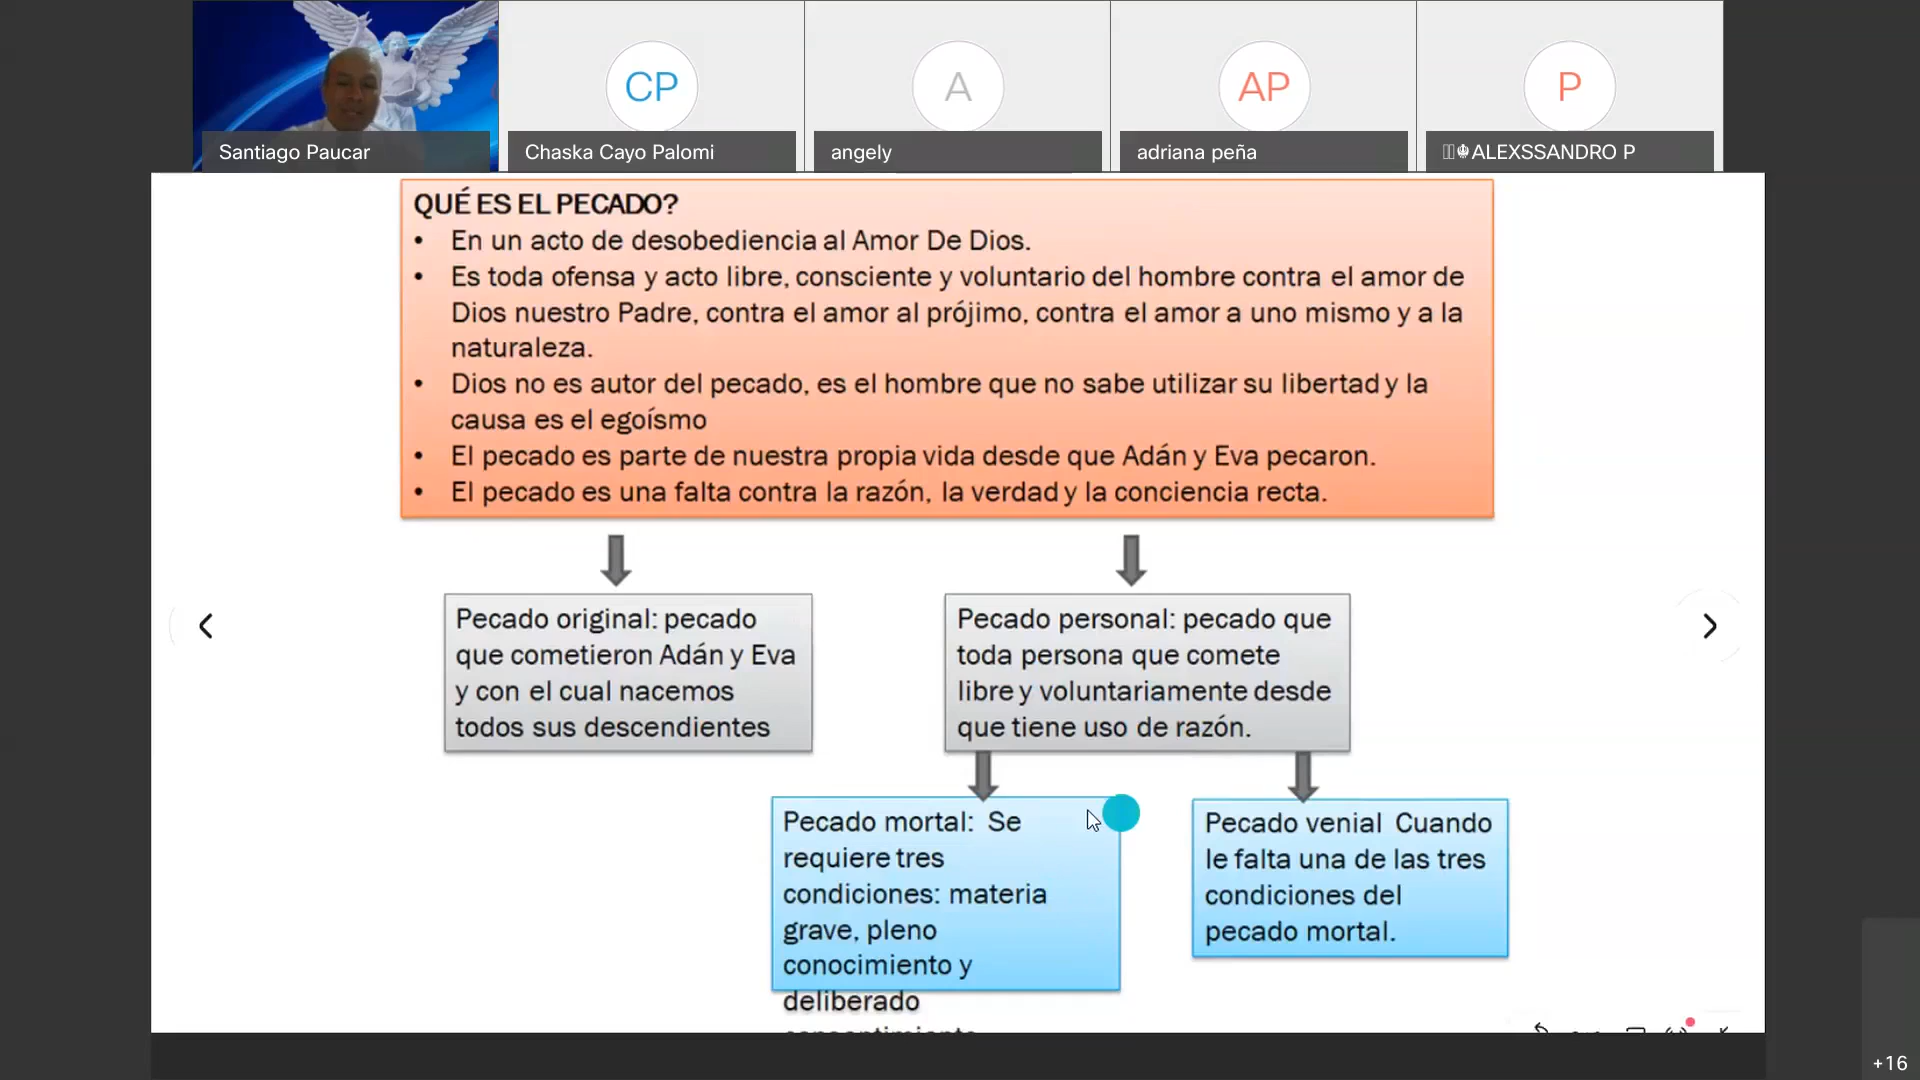 CP
A
AP
P
Santiago Paucar
Chaska Cayo Palomi
angely
adriana peña
ALEXSSANDRO P
QUÉ ES EL PECADO?
• En un acto de desobediencia al Amor De Dios.
• Es toda ofensa y acto libre, consciente y voluntario del hombre contra el amor de
Dios nuestro Padre, contra el amor al prójimo, contra el amor a uno mismo y a la
naturaleza.
• Dios no es autor del pecado, es el hombre que no sabe utilizar su libertad y la
causa es el egoísmo
• El pecado es parte de nuestra propia vida desde que Adán y Eva pecaron.
• El pecado es una falta contra la razón, la verdad y la conciencia recta.
Pecado original: pecado
que cometieron Adán y Eva
y con el cual nacemos
todos sus descendientes
Pecado personal: pecado que
toda persona que comete
libre y voluntariamente desde
que tiene uso de razón.
Pecado mortal: Se
requiere tres
condiciones: materia
grave, pleno
conocimiento y
deliberado
Pecado venial Cuando
le falta una de las tres
condiciones del
pecado mortal.
+16